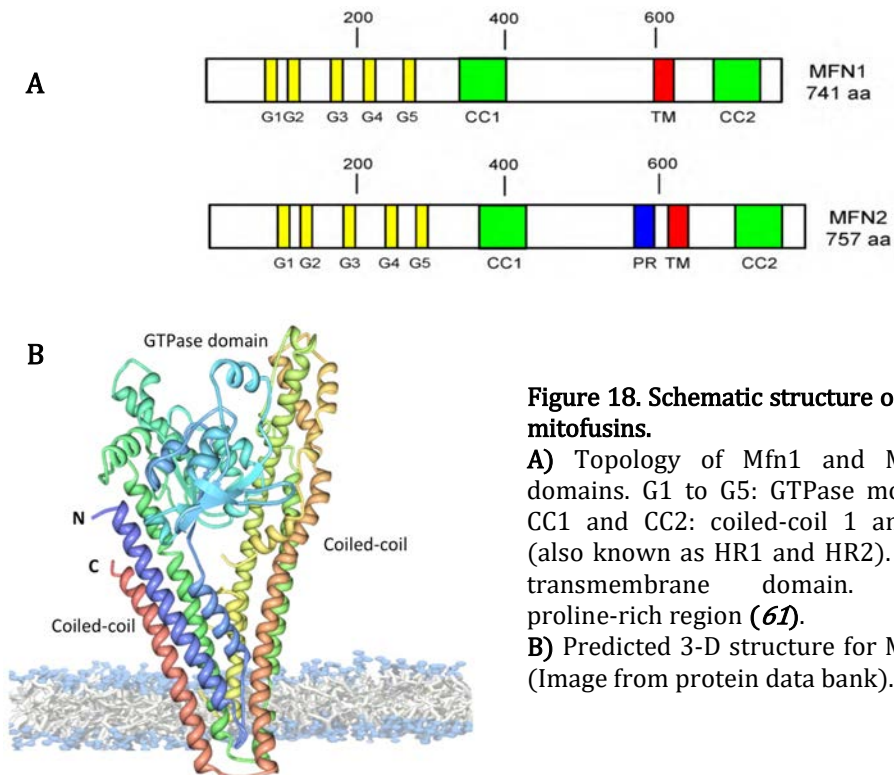 A
200 400 600
MFN1
741 aa
G1 G2 G3 G4 G5 CC1 TM CC2
200 400 600
MFN2
757 aa
G1 G2 G3 G4 G5 CC1 PR TM CC2
B
GTPase domain
N
C
Coiled-coil
Coiled-coil
Figure 18. Schematic structure o
mitofusins.
A) Topology of Mfn1 and M
domains. G1 to G5: GTPase mo
CC1 and CC2: coiled-coil 1 an
(also known as HR1 and HR2).
transmembrane domain.
proline-rich region (61).
B) Predicted 3-D structure for M
(Image from protein data bank).